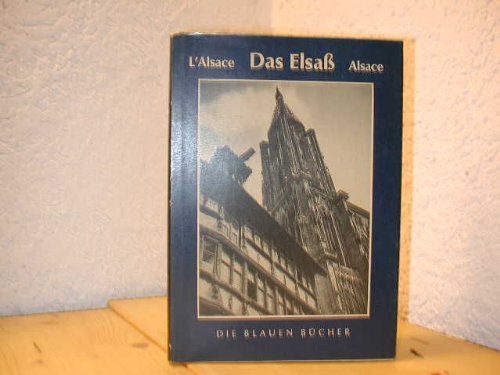 L'Alsace Das Elsaß Alsace
DIE BLAUEN BÜCHER